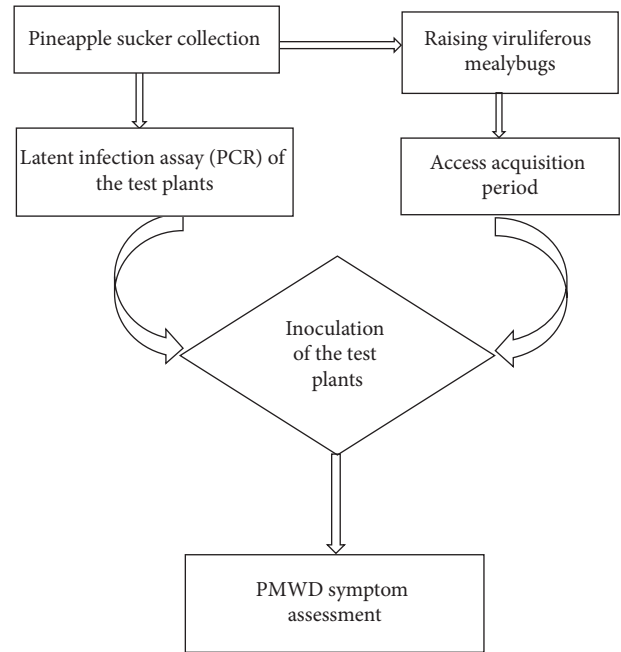 Pineapple sucker collection
Raising viruliferous
mealybugs
Latent infection assay (PCR) of
the test plants
Access acquisition
period
Inoculation
of the test
plants
PMWD symptom
assessment